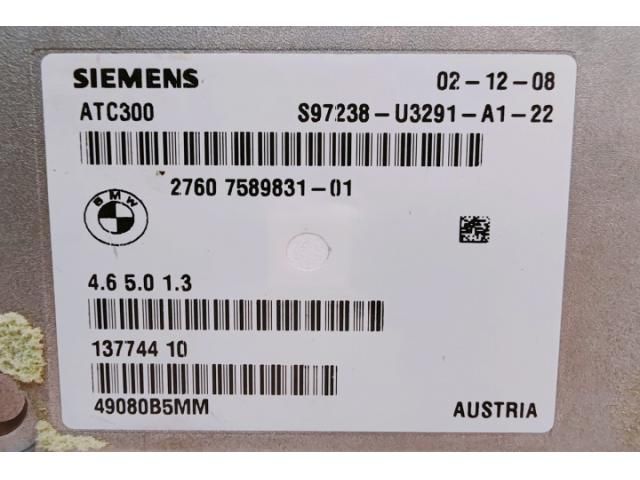 SIEMENS 02-12-08
ATC300 S97238-U3291-A1-22
2760 7589831-01
BMW
4.6 5.0 1.3
137744 10
49080B5MM AUSTRIA